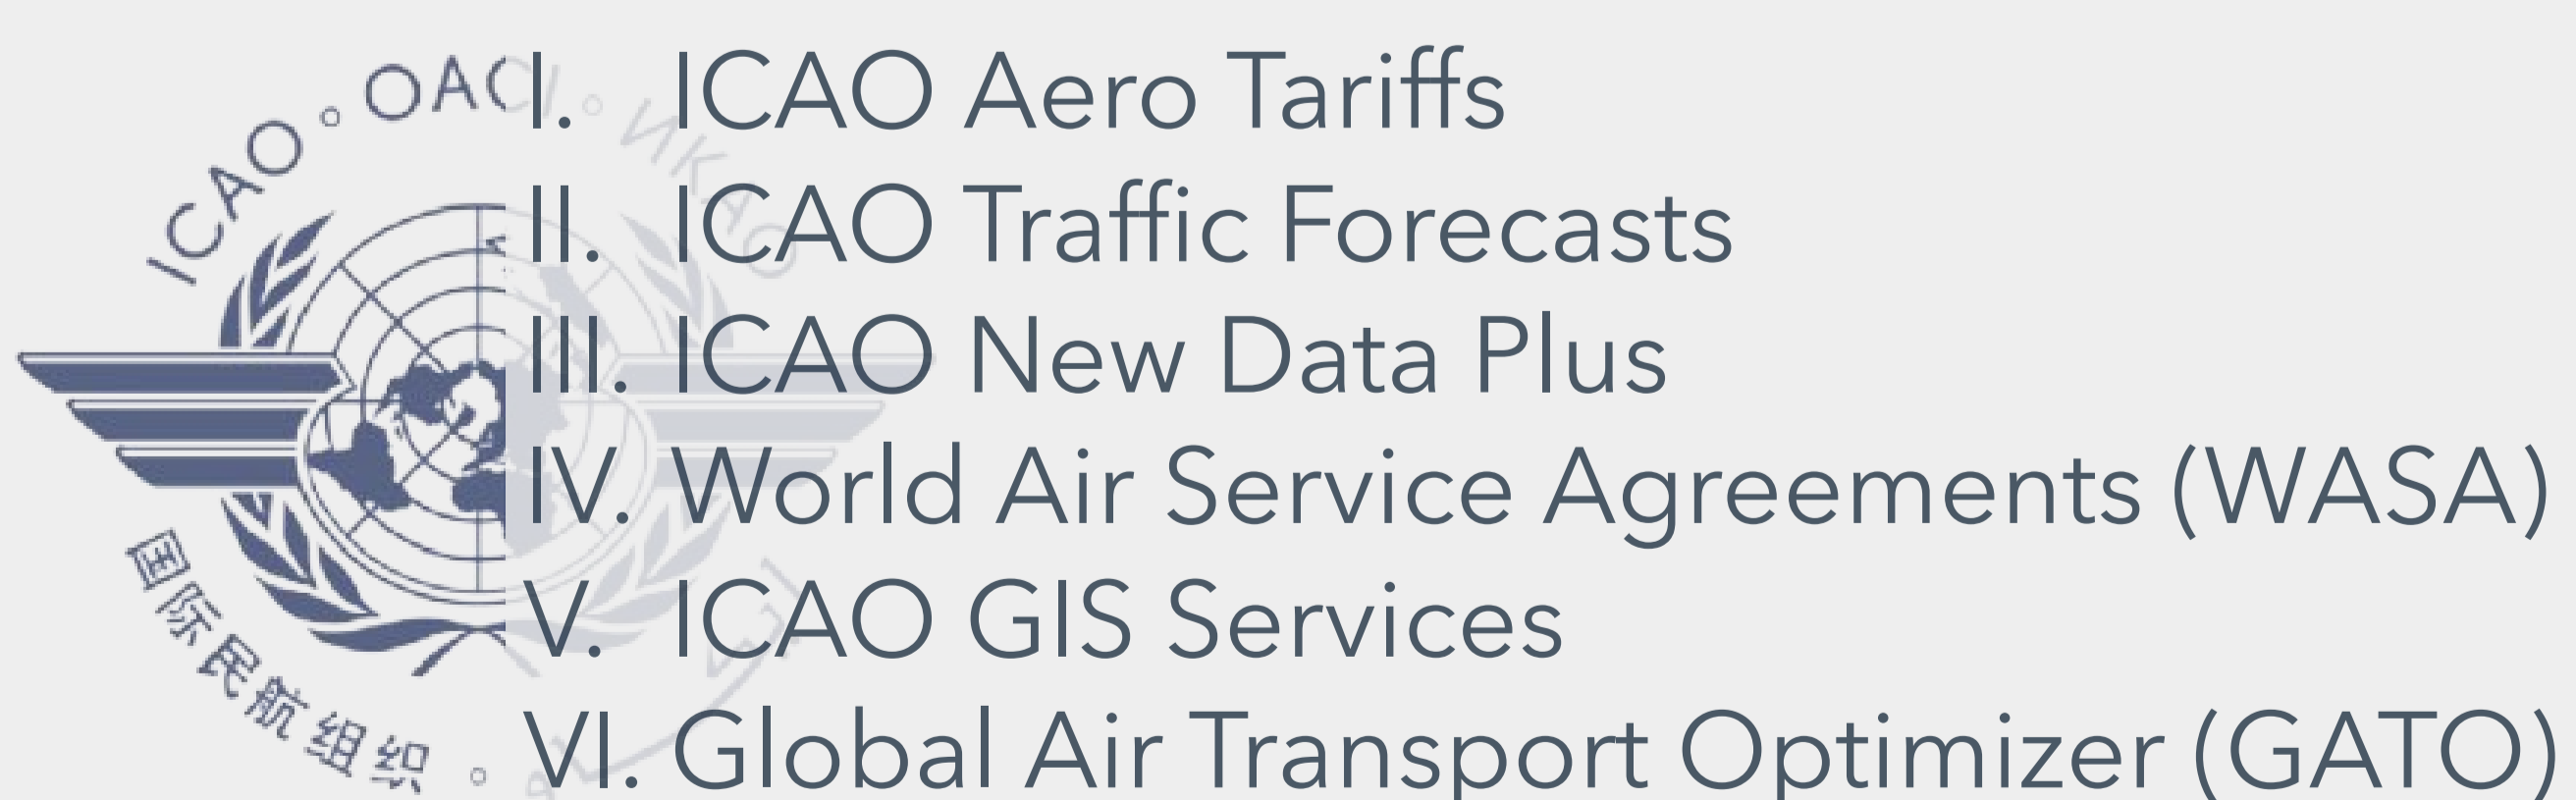 ICAO ◦ OACI ◦ ИКАО
I. ICAO Aero Tariffs
II. ICAO Traffic Forecasts
III. ICAO New Data Plus
IV. World Air Service Agreements (WASA)
V. ICAO GIS Services
VI. Global Air Transport Optimizer (GATO)
国际民航组织